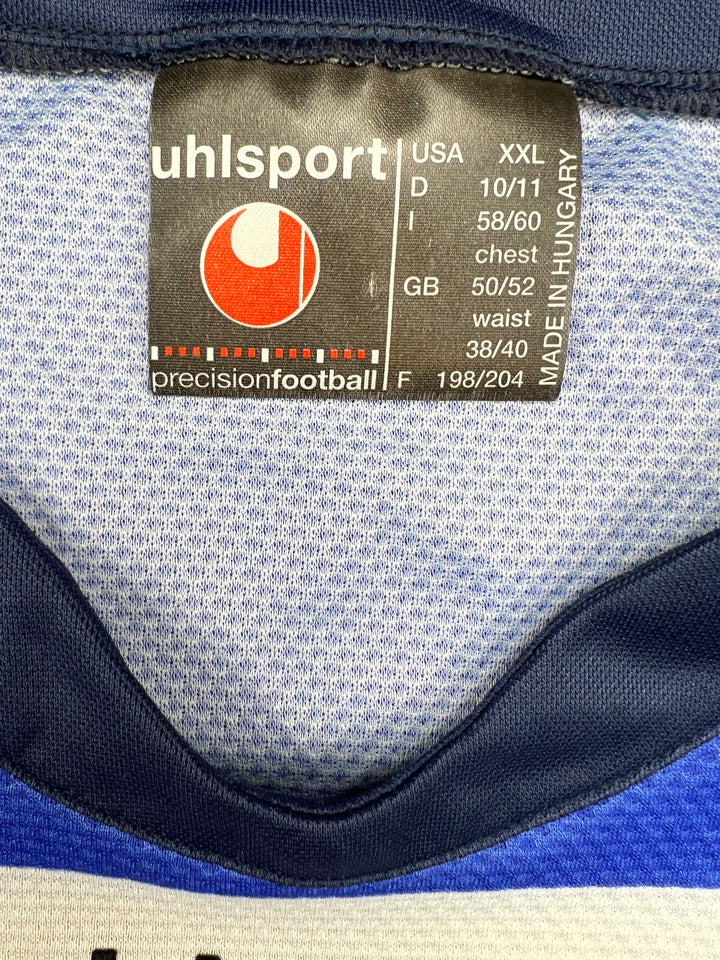 uhlsport
precisionfootball
USA XXL
D 10/11
I 58/60
chest
GB 50/52
waist
38/40
F 198/204
MADE IN HUNGARY